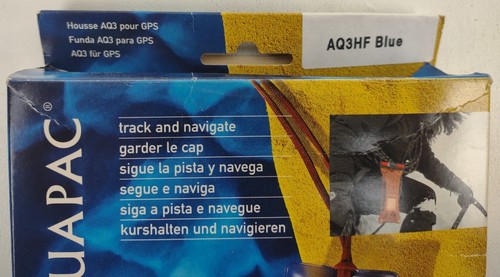 Housse AQ3 pour GPS
Funda AQ3 para GPS
AQ3 für GPS
AQ3HF Blue
UAPAC®
track and navigate
garder le cap
sigue la pista y navega
segue e naviga
siga a pista e navegue
kurshalten und navigieren